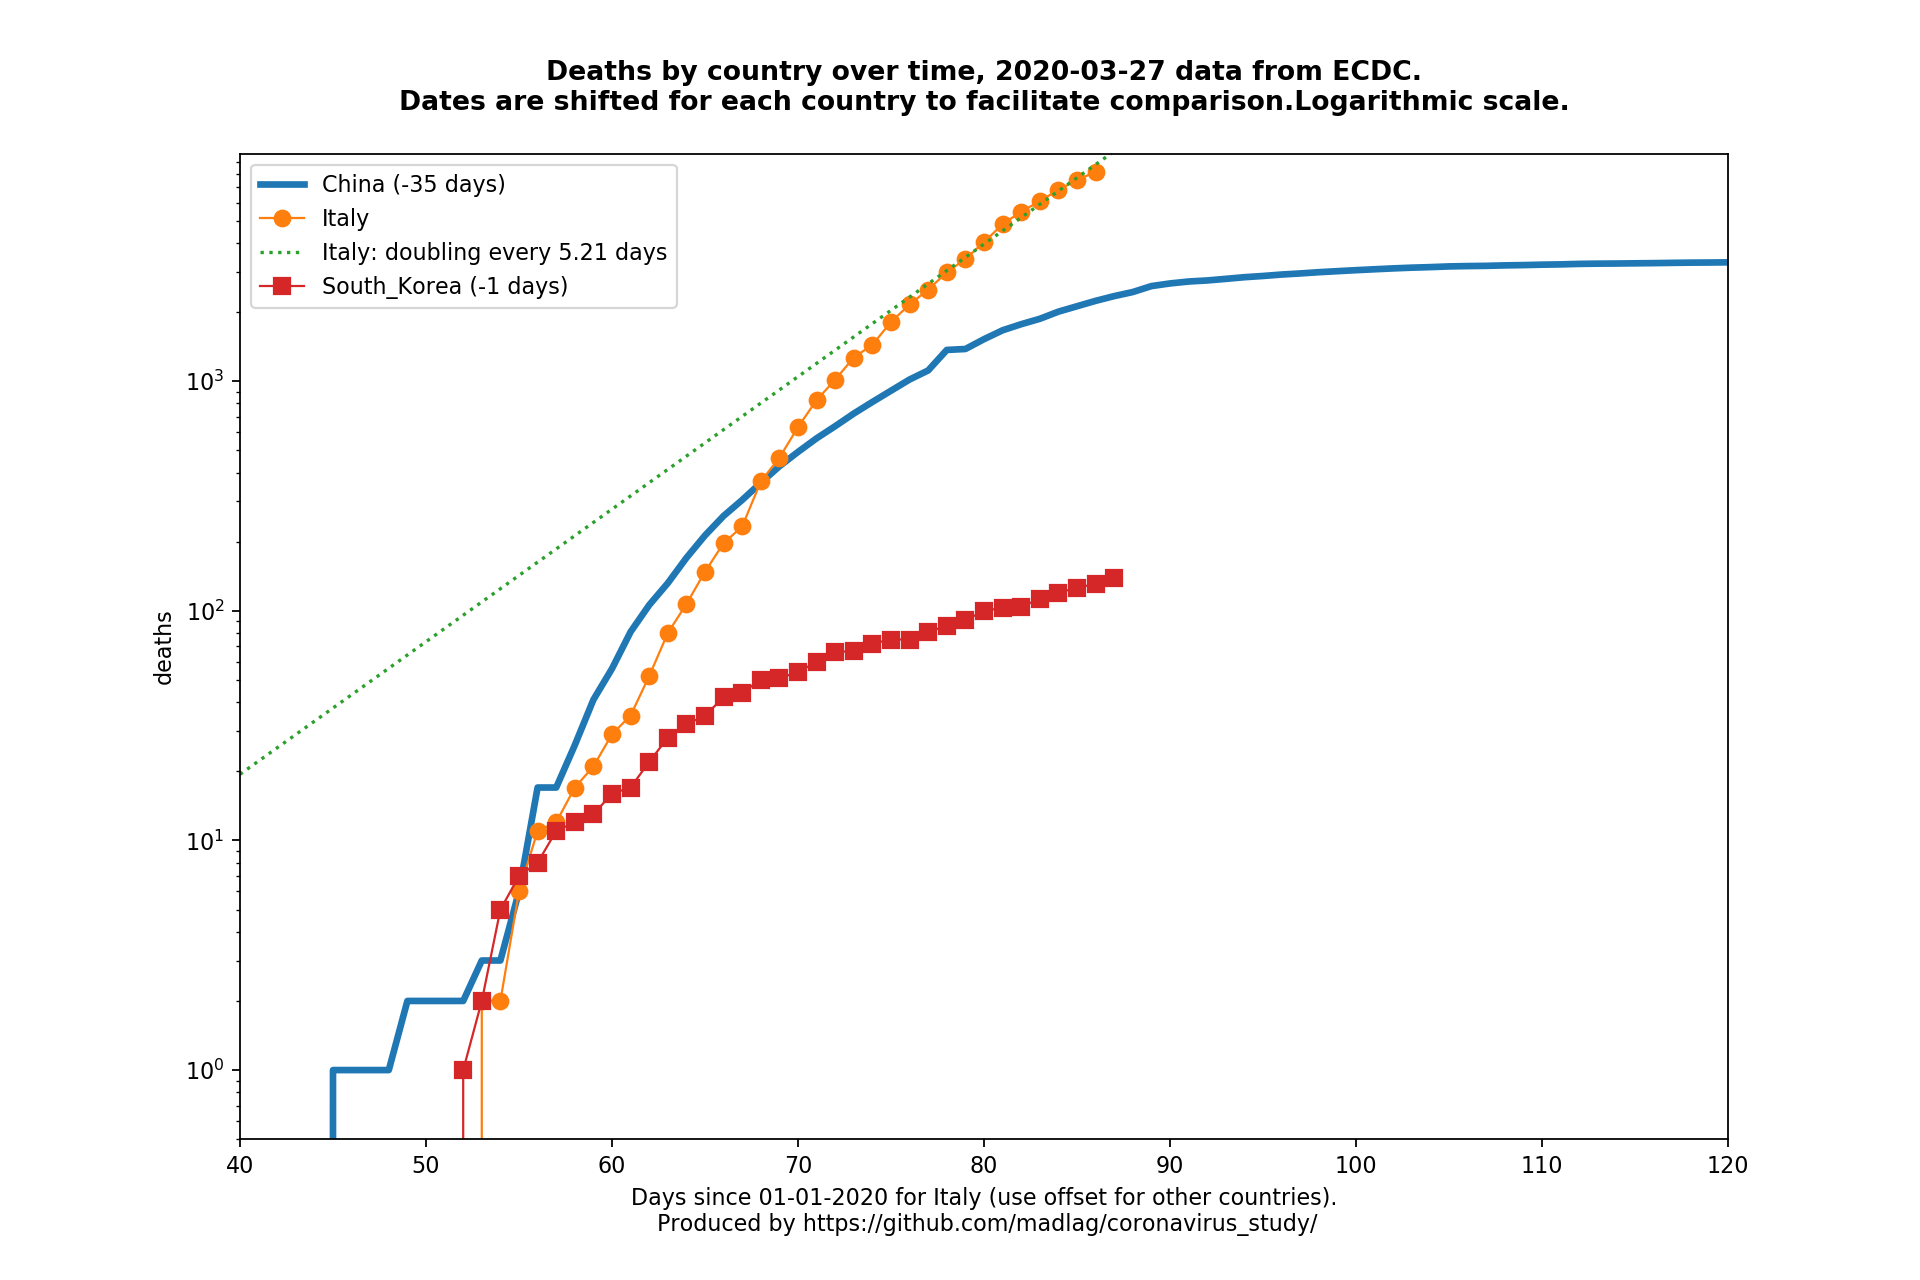 Deaths by country over time, 2020-03-27 data from ECDC.
Dates are shifted for each country to facilitate comparison.Logarithmic scale.
China (-35 days)
Italy
Italy: doubling every 5.21 days
South_Korea (-1 days)
deaths
10³
10²
10¹
10⁰
40 50 60 70 80 90 100 110 120
Days since 01-01-2020 for Italy (use offset for other countries).
Produced by https://github.com/madlag/coronavirus_study/